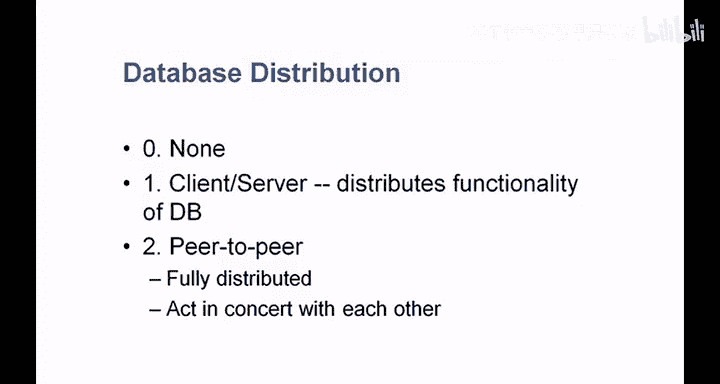 bilibili
Database Distribution
• 0. None
• 1. Client/Server -- distributes functionality
of DB
• 2. Peer-to-peer
– Fully distributed
– Act in concert with each other